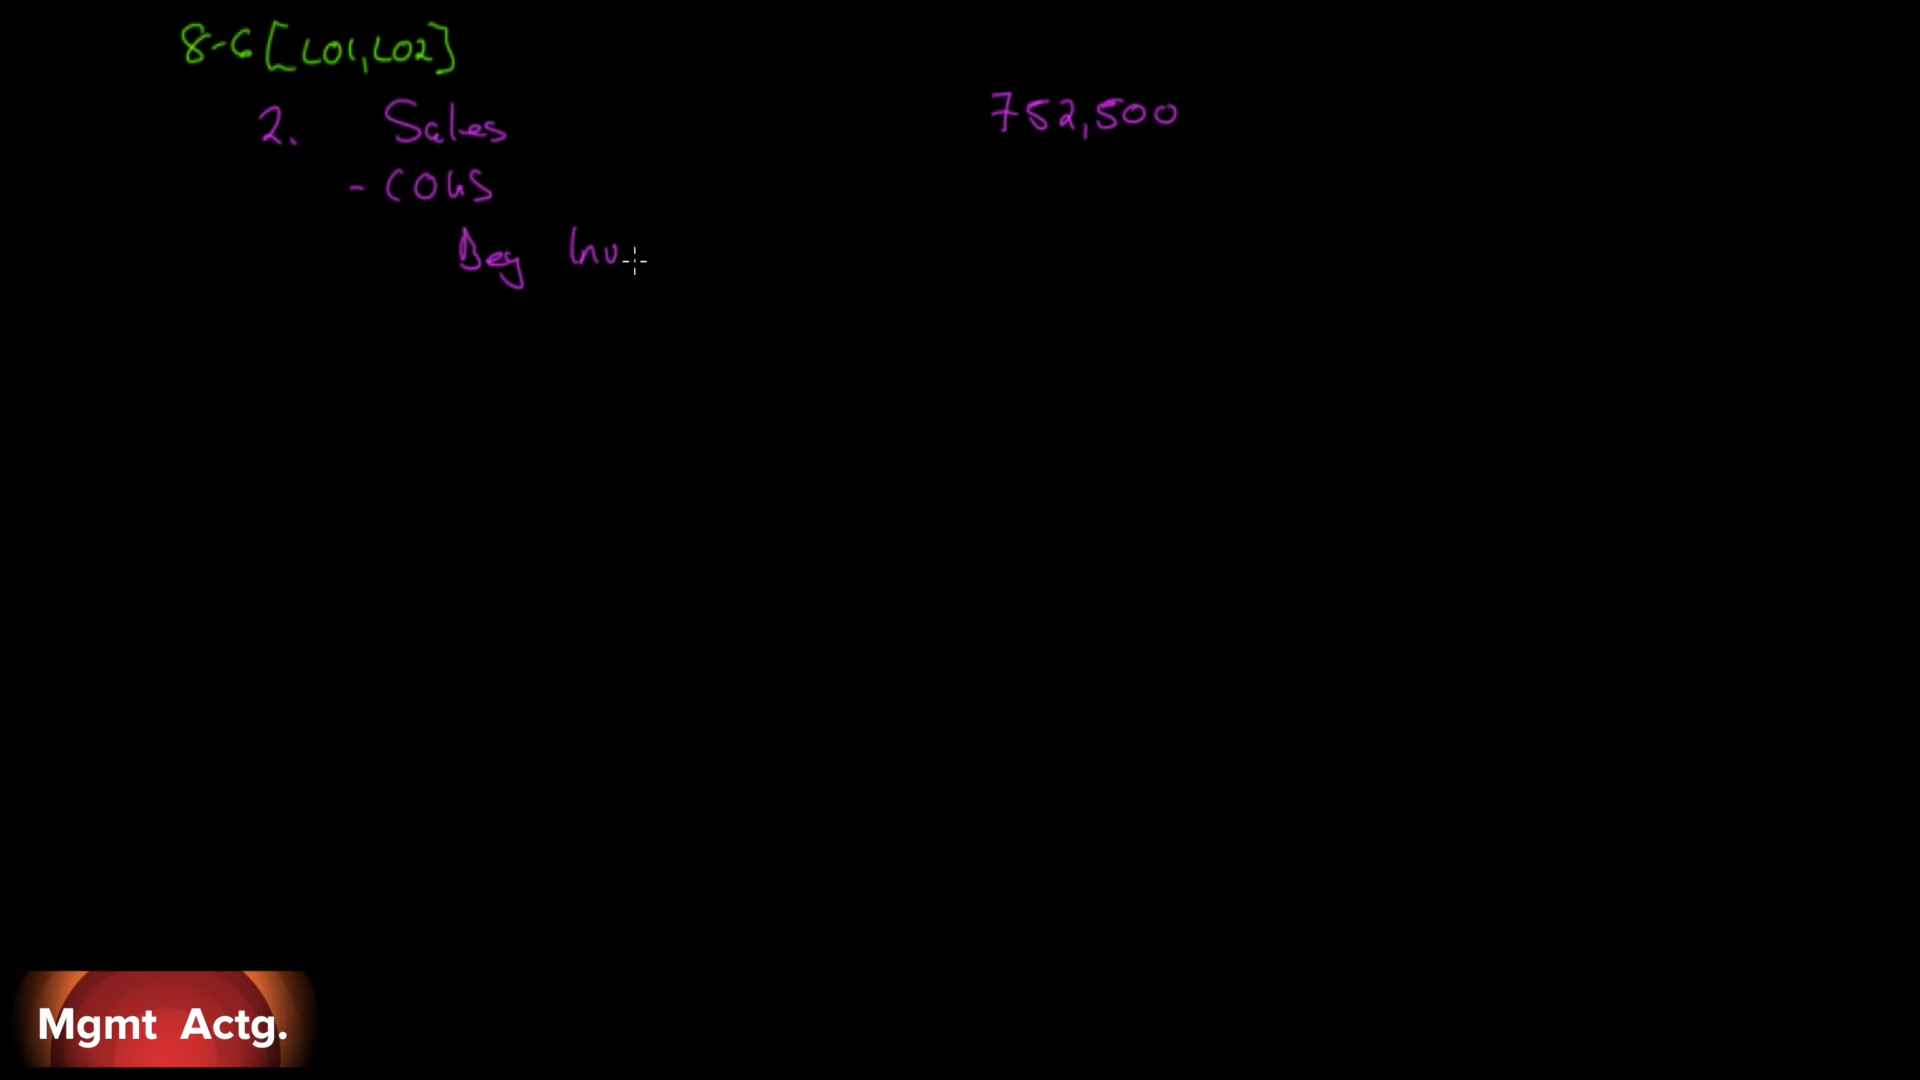 8-6 [LO1, LO2]
2. Sales 752,500
- COGS
Beg Inv
Mgmt Actg.